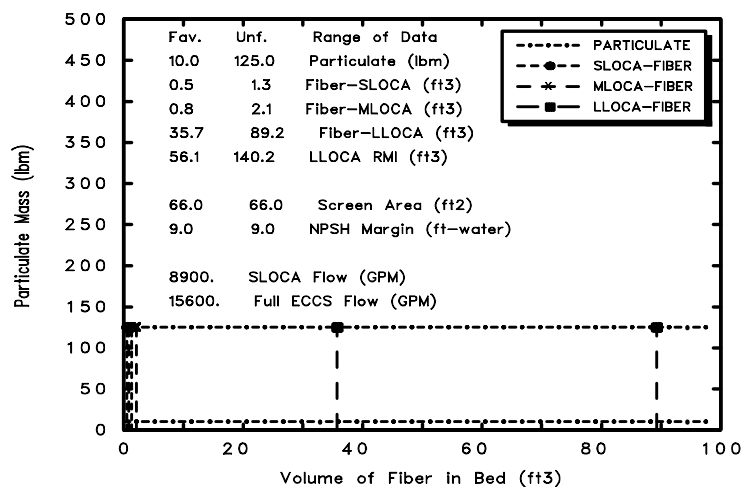 500
450
400
350
300
250
200
150
100
50
0
Particulate Mass (lbm)
Fav. Unf. Range of Data
10.0 125.0 Particulate (lbm)
0.5 1.3 Fiber-SLOCA (ft3)
0.8 2.1 Fiber-MLOCA (ft3)
35.7 89.2 Fiber-LLOCA (ft3)
56.1 140.2 LLOCA RMI (ft3)
66.0 66.0 Screen Area (ft2)
9.0 9.0 NPSH Margin (ft-water)
8900. SLOCA Flow (GPM)
15600. Full ECCS Flow (GPM)
PARTICULATE
SLOCA-FIBER
MLOCA-FIBER
LLOCA-FIBER
0 20 40 60 80 100
Volume of Fiber in Bed (ft3)